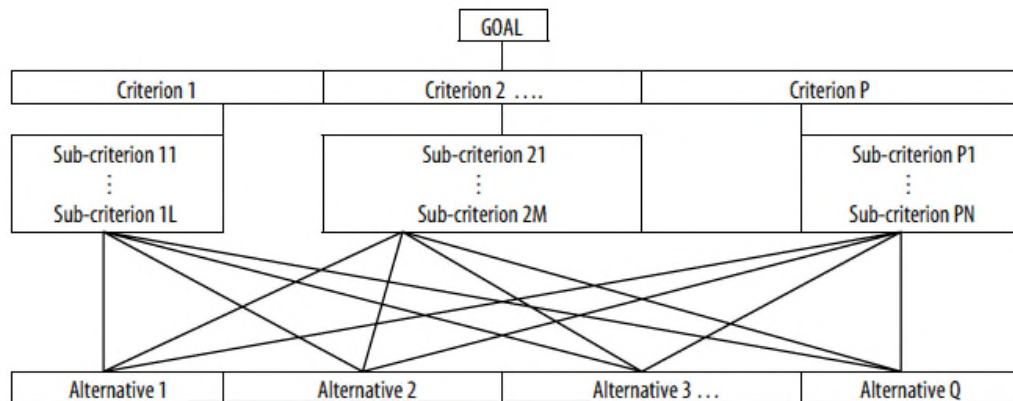 GOAL
Criterion 1 Criterion 2 .... Criterion P
Sub-criterion 11 Sub-criterion 21 Sub-criterion P1
⋮ ⋮ ⋮
Sub-criterion 1L Sub-criterion 2M Sub-criterion PN
Alternative 1 Alternative 2 Alternative 3 ... Alternative Q